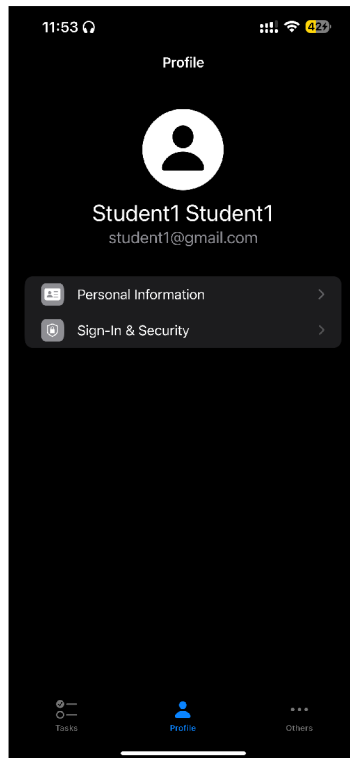 11:53
42
Profile
Student1 Student1
student1@gmail.com
Personal Information
Sign-In & Security
Tasks
Profile
Others